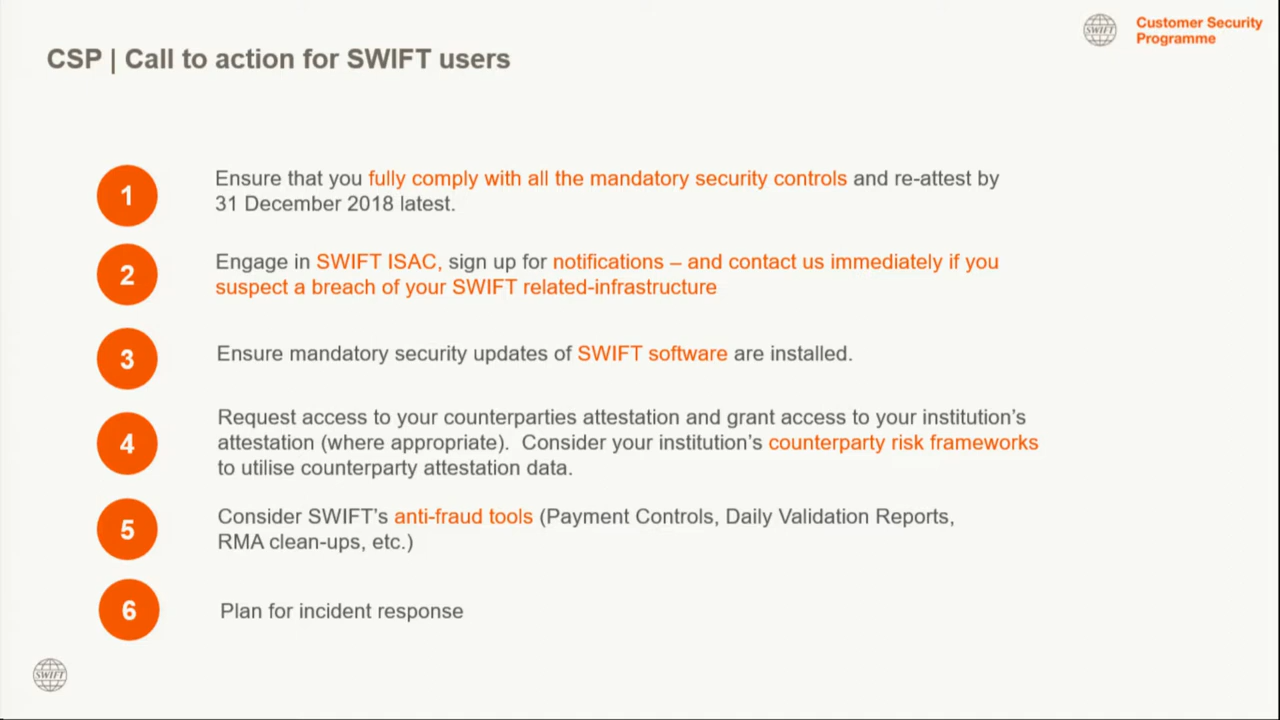 CSP | Call to action for SWIFT users
SWIFT
Customer Security
Programme
1
Ensure that you fully comply with all the mandatory security controls and re-attest by
31 December 2018 latest.
2
Engage in SWIFT ISAC, sign up for notifications – and contact us immediately if you
suspect a breach of your SWIFT related-infrastructure
3
Ensure mandatory security updates of SWIFT software are installed.
4
Request access to your counterparties attestation and grant access to your institution’s
attestation (where appropriate).  Consider your institution’s counterparty risk frameworks
to utilise counterparty attestation data.
5
Consider SWIFT’s anti-fraud tools (Payment Controls, Daily Validation Reports,
RMA clean-ups, etc.)
6
Plan for incident response
SWIFT